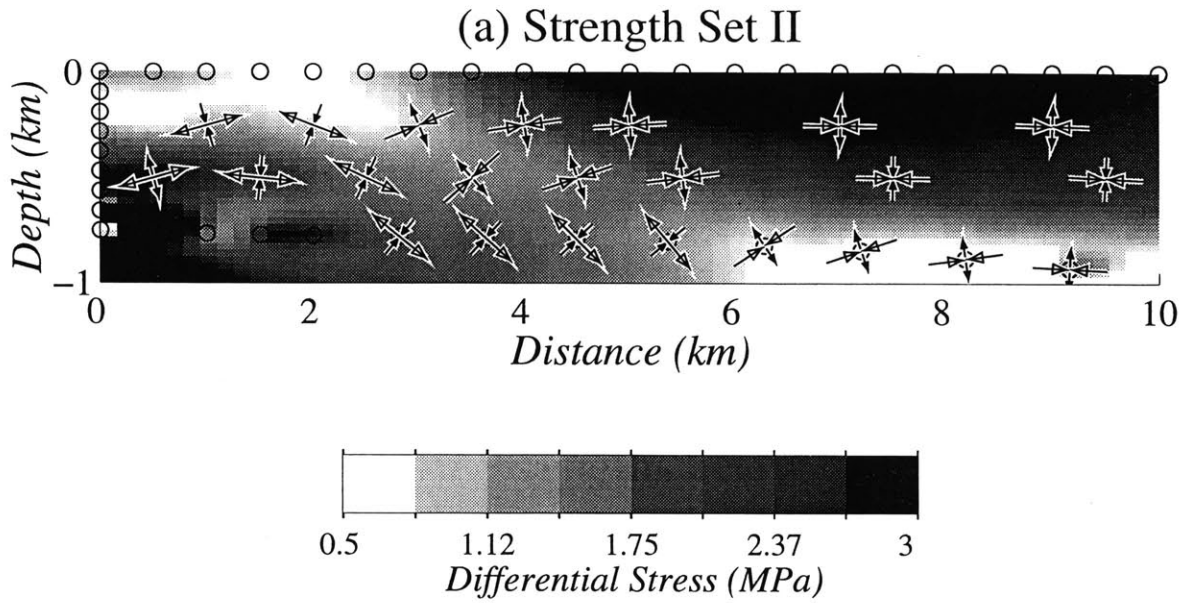 (a) Strength Set II
0
Depth (km)
−1
0 2 4 6 8 10
Distance (km)
0.5 1.12 1.75 2.37 3
Differential Stress (MPa)